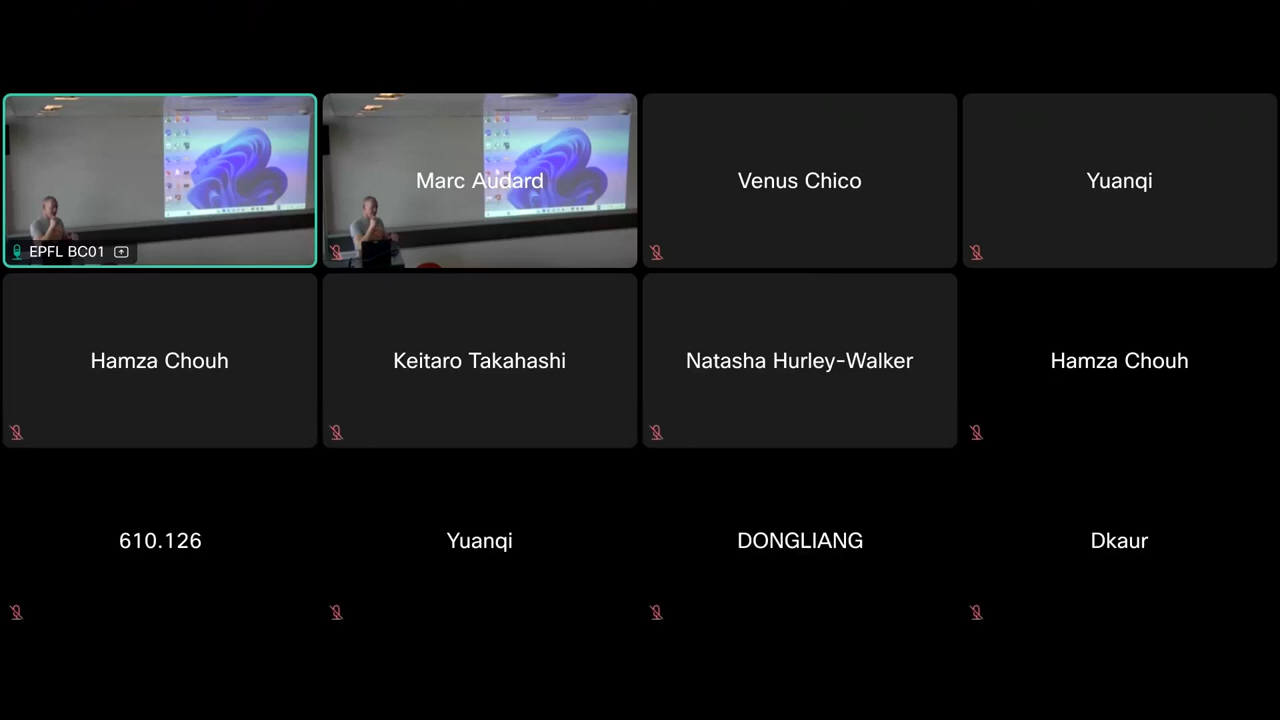 EPFL BC01
Marc Audard
Venus Chico
Yuanqi
Hamza Chouh
Keitaro Takahashi
Natasha Hurley-Walker
Hamza Chouh
610.126
Yuanqi
DONGLIANG
Dkaur